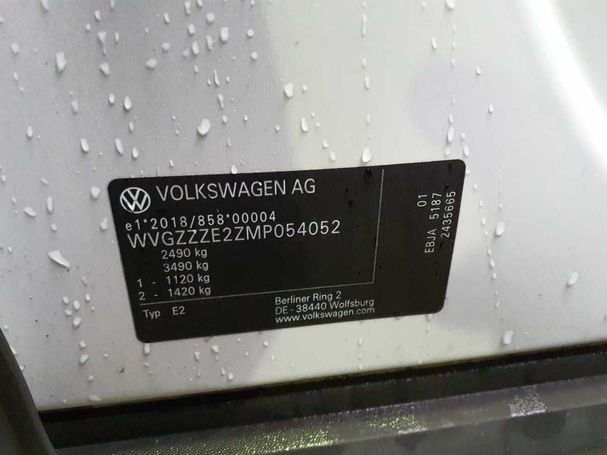 VOLKSWAGEN AG
e1*2018/858*00004
WVGZZZE2ZMP054052
2490 kg
3490 kg
1 - 1120 kg
2 - 1420 kg
Typ E2
Berliner Ring 2
DE - 38440 Wolfsburg
www.volkswagen.com
01
EBJA 5187
2435665